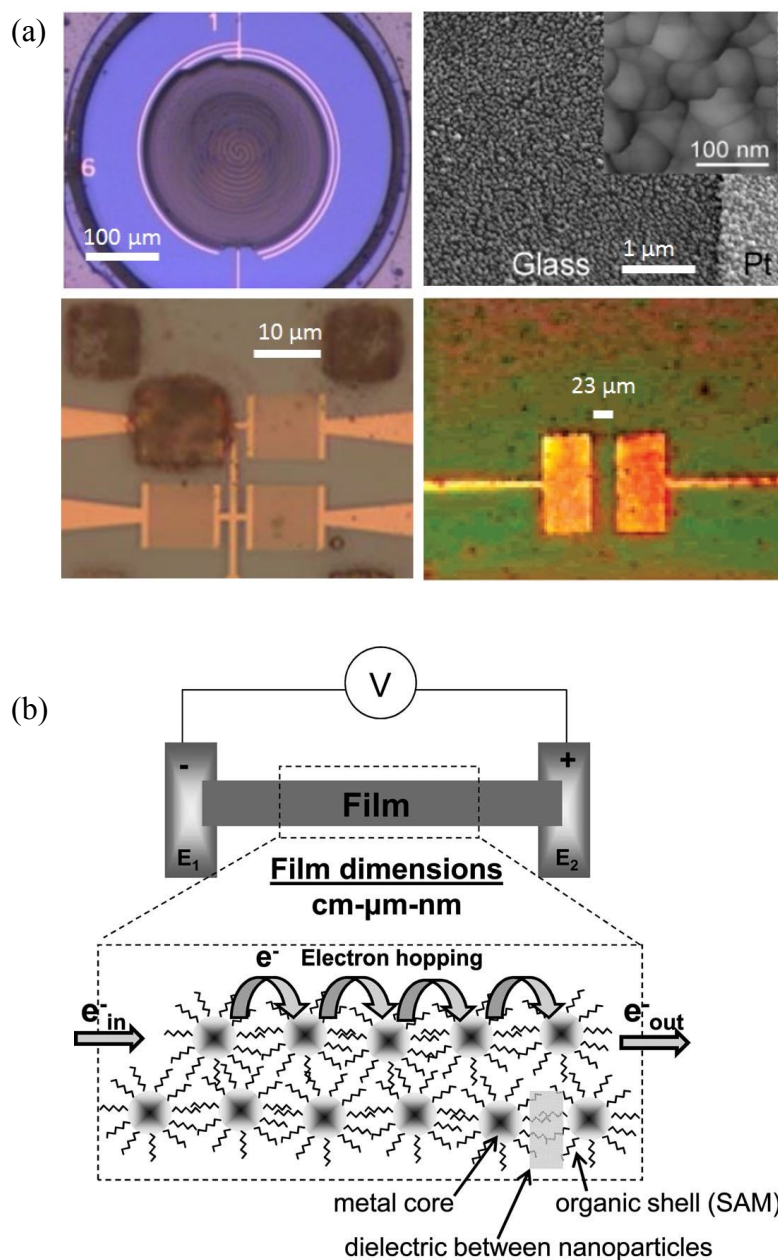 (a)
1
6
100 µm
100 nm
1 µm
Glass
Pt
10 µm
23 µm
(b)
V
-
+
Film
E1
E2
Film dimensions
cm-µm-nm
e- Electron hopping
e-in
e-out
metal core
organic shell (SAM)
dielectric between nanoparticles